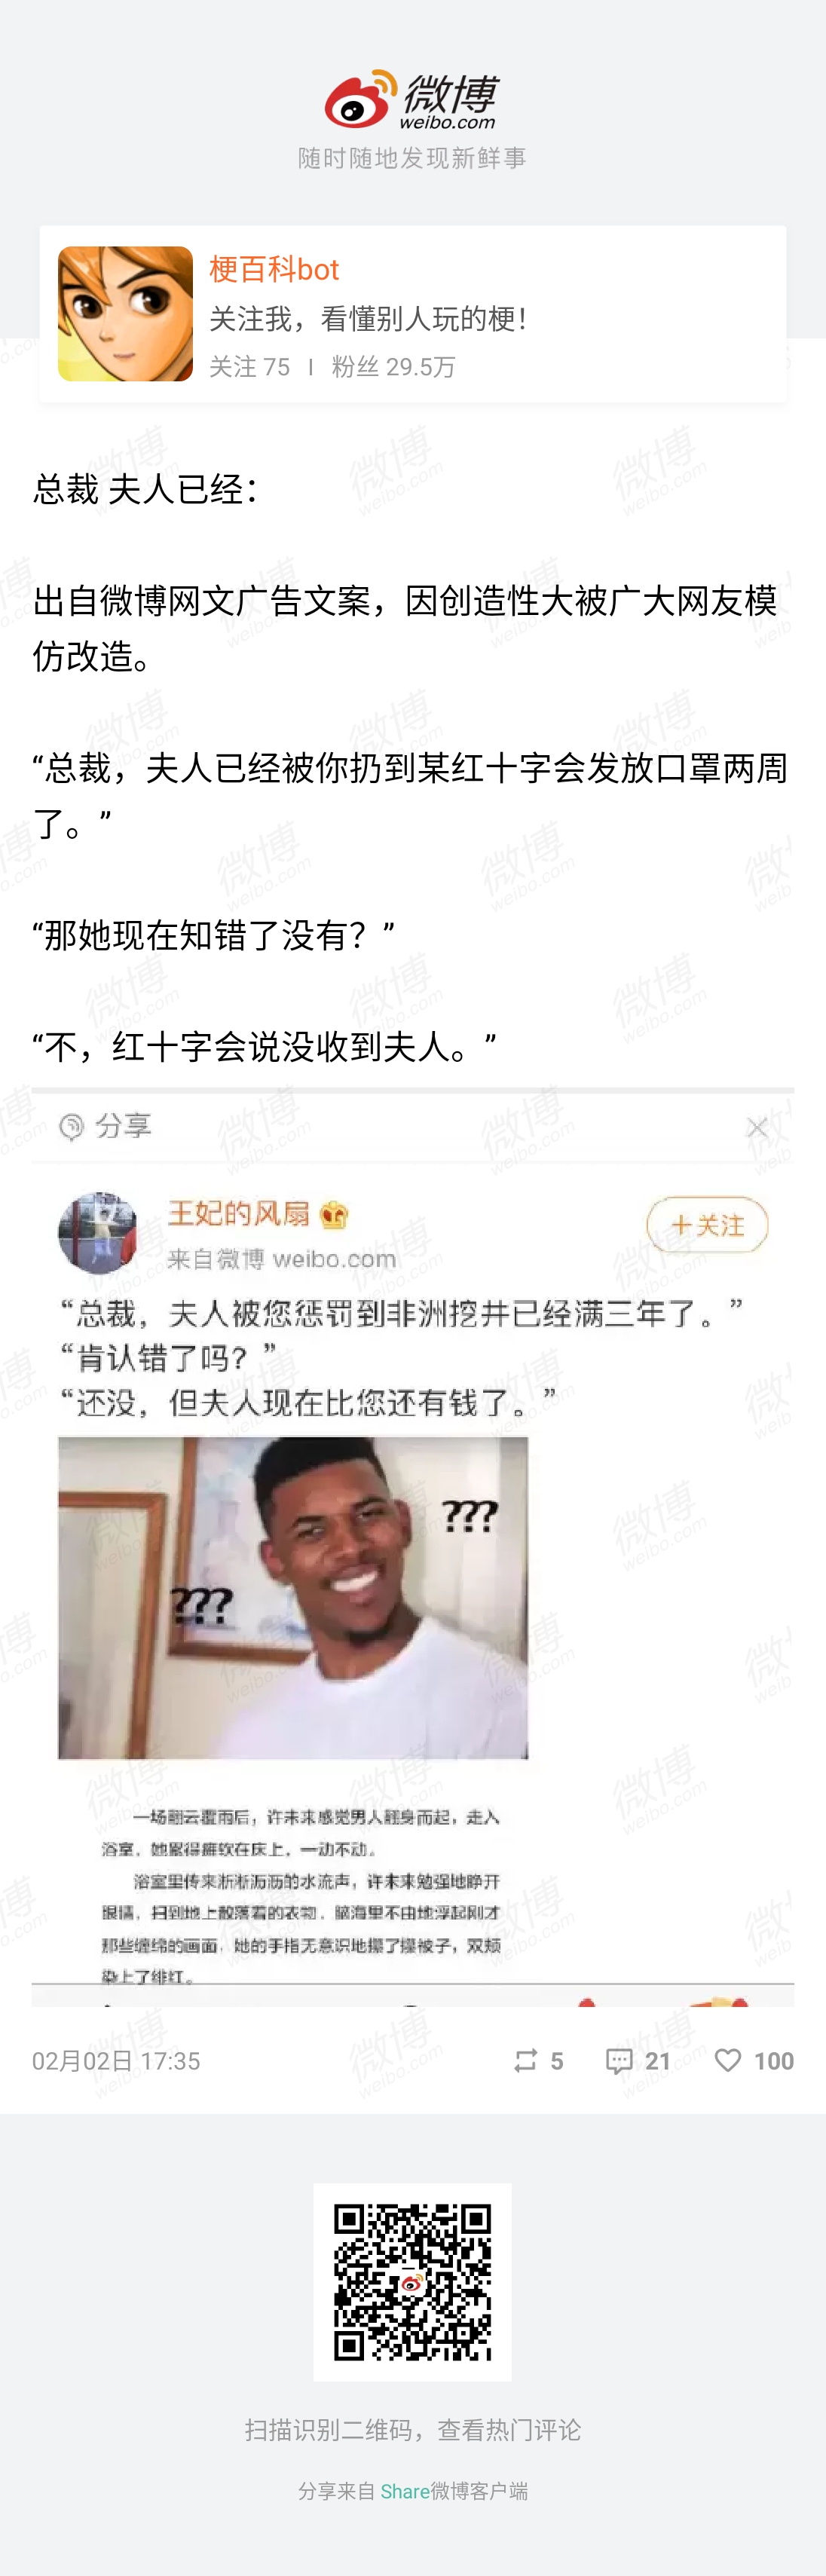 微博
weibo.com
随时随地发现新鲜事
梗百科bot
关注我，看懂别人玩的梗！
关注 75 | 粉丝 29.5万
总裁 夫人已经：
出自微博网文广告文案，因创造性大被广大网友模
仿改造。
“总裁，夫人已经被你扔到某红十字会发放口罩两周
了。”
“那她现在知错了没有？”
“不，红十字会说没收到夫人。”
分享
王妃的风扇
+关注
来自微博 weibo.com
“总裁，夫人被您惩罚到非洲挖井已经满三年了。”
“肯认错了吗？”
“还没，但夫人现在比您还有钱了。”
???
???
一场翻云覆雨后，许未来感觉男人翻身而起，走入
浴室，她累得瘫软在床上，一动不动。
浴室里传来淅淅沥沥的水流声，许未来勉强地睁开
眼睛，扫到地上散落着的衣物，脑海里不由地浮起刚才
那些缠绵的画面，她的手指无意识地攥了攥被子，双颊
染上了绯红。
02月02日 17:35
5
21
100
扫描识别二维码，查看热门评论
分享来自 Share微博客户端